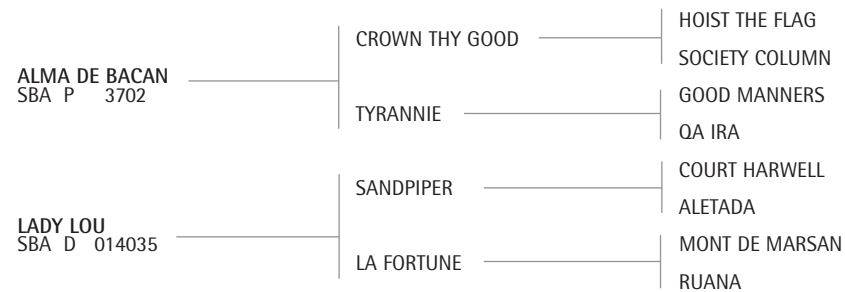 ALMA DE BACAN
SBA P 3702
LADY LOU
SBA D 014035
CROWN THY GOOD
TYRANNIE
SANDPIPER
LA FORTUNE
HOIST THE FLAG
SOCIETY COLUMN
GOOD MANNERS
QA IRA
COURT HARWELL
ALETADA
MONT DE MARSAN
RUANA